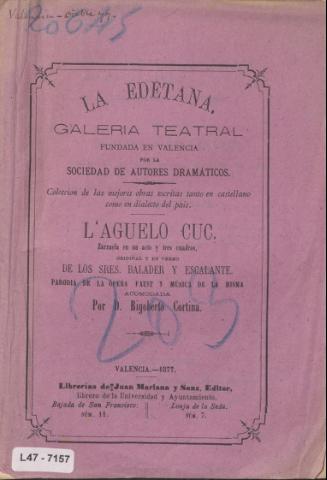 20645
LA EDETANA.
GALERIA TEATRAL
FUNDADA EN VALENCIA
POR LA
SOCIEDAD DE AUTORES DRAMÁTICOS.
Coleccion de las mejores obras escritas tanto en castellano
como en dialecto del país.
L'AGUELO CUC.
Zarzuela en un acto y tres cuadros,
ORIGINAL Y EN VERSO
DE LOS SRES. BALADER Y ESCALANTE.
PARODIA DE LA OPERA FAUST Y MÚSICA DE LA MISMA
ACOMODADA
Por D. Rigoberto Cortina.
205
VALENCIA.—1877.
Librerías de Juan Mariana y Sanz, Editor,
librero de la Universidad y Ayuntamiento.
Bajada de San Francisco: Lonja de la Seda.
NÚM. 11. NÚM. 7.
L47 - 7157